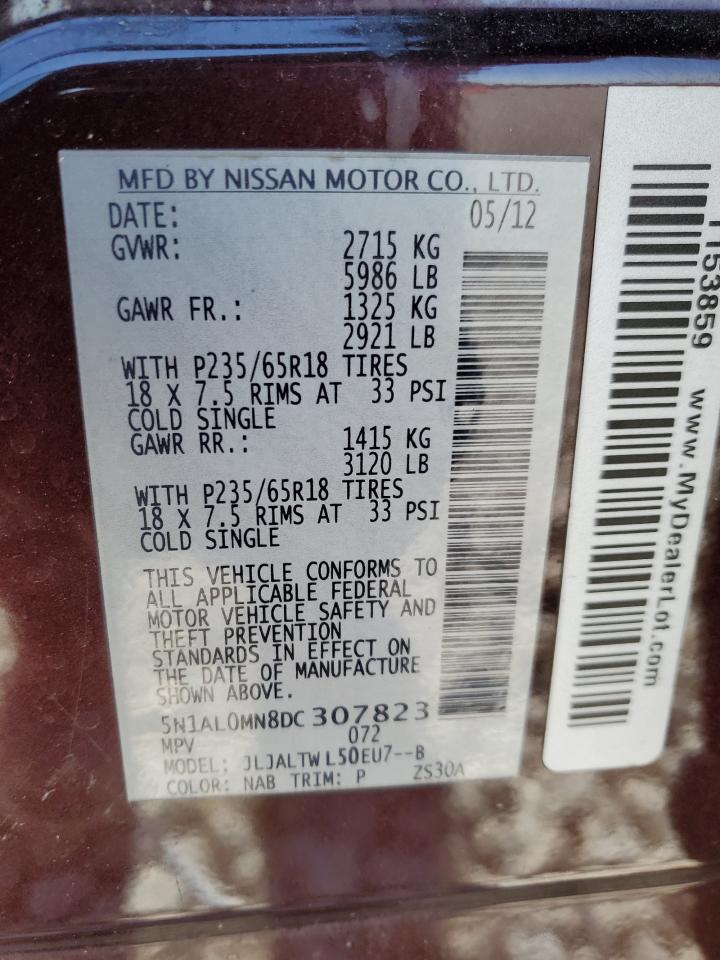 MFD BY NISSAN MOTOR CO., LTD.
DATE: 05/12
GVWR: 2715 KG
5986 LB
GAWR FR.: 1325 KG
2921 LB
WITH P235/65R18 TIRES
18 X 7.5 RIMS AT 33 PSI
COLD SINGLE
GAWR RR.: 1415 KG
3120 LB
WITH P235/65R18 TIRES
18 X 7.5 RIMS AT 33 PSI
COLD SINGLE
THIS VEHICLE CONFORMS TO
ALL APPLICABLE FEDERAL
MOTOR VEHICLE SAFETY AND
THEFT PREVENTION
STANDARDS IN EFFECT ON
THE DATE OF MANUFACTURE
SHOWN ABOVE.
5N1AL0MN8DC 307823
MPV 072
MODEL: JLJALTWL50EU7--B
COLOR: NAB TRIM: P ZS30A
153859
www.MyDealerLot.com